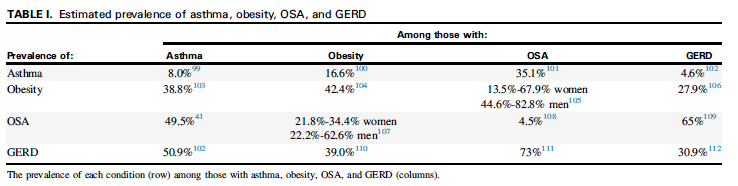 TABLE I. Estimated prevalence of asthma, obesity, OSA, and GERD
Among those with:
Prevalence of: Asthma Obesity OSA GERD
Asthma 8.0%99 16.6%100 35.1%101 4.6%102
Obesity 38.8%103 42.4%104 13.5%-67.9% women 27.9%106
44.6%-82.8% men105
OSA 49.5%41 21.8%-34.4% women 4.5%108 65%109
22.2%-62.6% men107
GERD 50.9%102 39.0%110 73%111 30.9%112
The prevalence of each condition (row) among those with asthma, obesity, OSA, and GERD (columns).